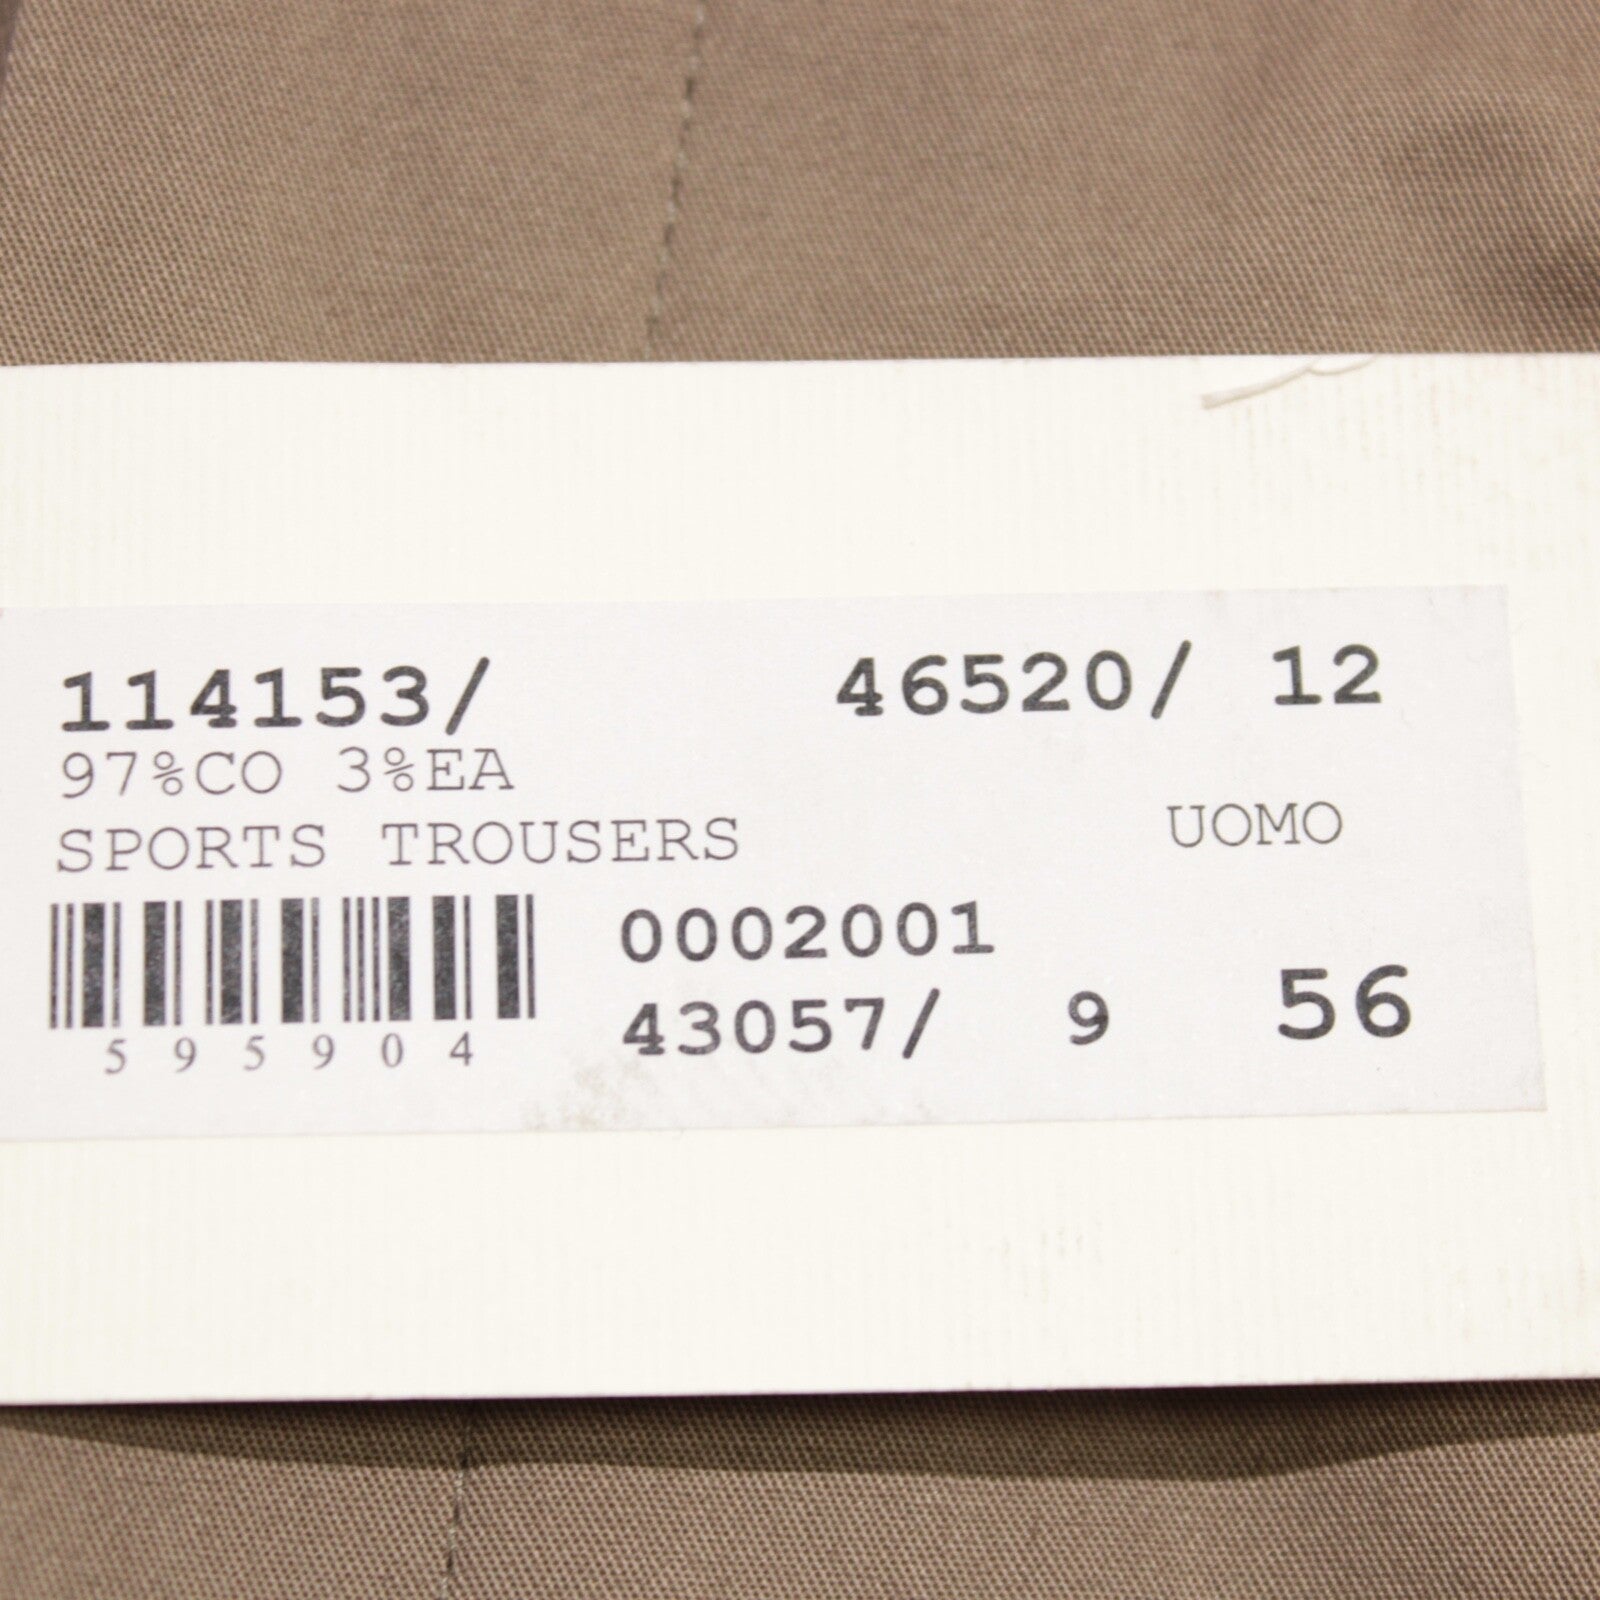 114153/ 46520/ 12
97%CO 3%EA
SPORTS TROUSERS UOMO
0002001
43057/ 9 56
595904